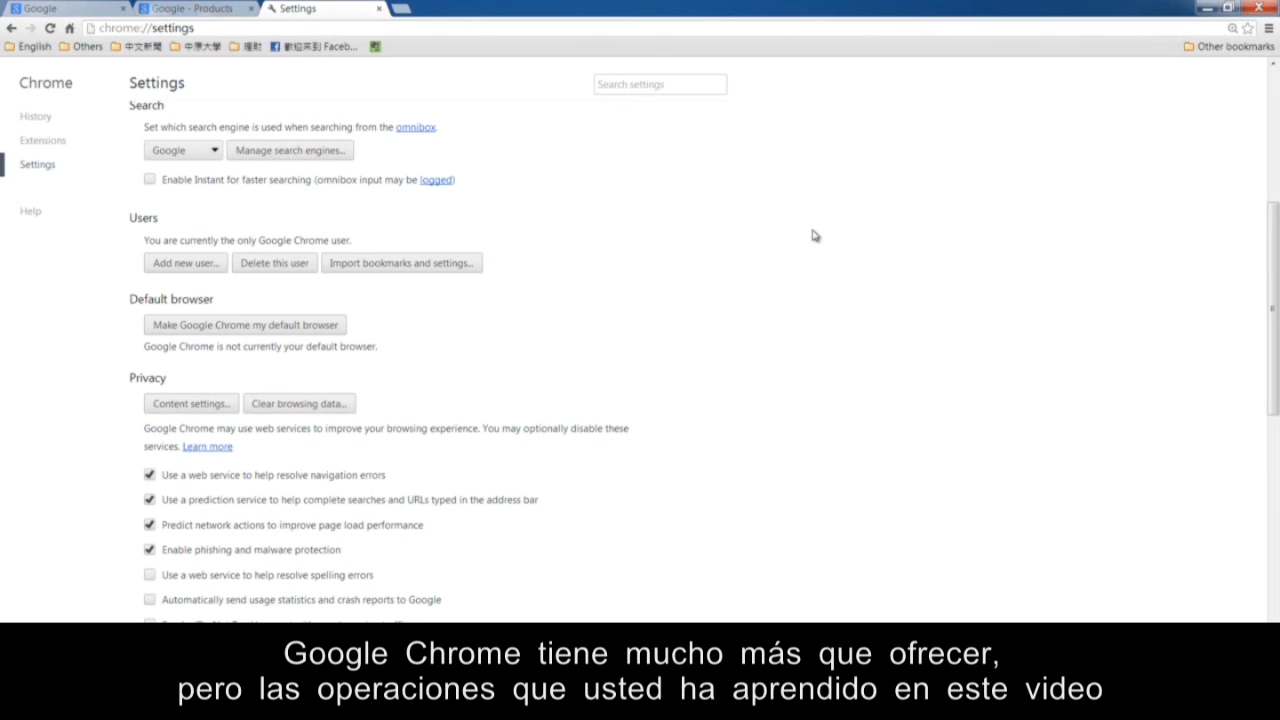 Google
Google - Products
Settings
chrome://settings
English
Others
中文新聞
中原大學
理財
歡迎來到 Faceb...
Other bookmarks
Chrome
Settings
Search settings
History
Extensions
Settings
Help
Search
Set which search engine is used when searching from the omnibox.
Google
Manage search engines...
Enable Instant for faster searching (omnibox input may be logged)
Users
You are currently the only Google Chrome user.
Add new user...
Delete this user
Import bookmarks and settings...
Default browser
Make Google Chrome my default browser
Google Chrome is not currently your default browser.
Privacy
Content settings...
Clear browsing data...
Google Chrome may use web services to improve your browsing experience. You may optionally disable these
services. Learn more
Use a web service to help resolve navigation errors
Use a prediction service to help complete searches and URLs typed in the address bar
Predict network actions to improve page load performance
Enable phishing and malware protection
Use a web service to help resolve spelling errors
Automatically send usage statistics and crash reports to Google
Google Chrome tiene mucho más que ofrecer,
pero las operaciones que usted ha aprendido en este video